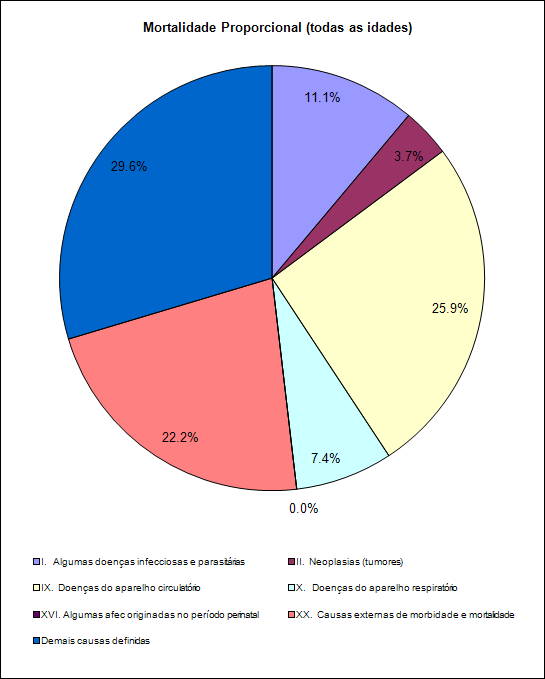 Mortalidade Proporcional (todas as idades)
11.1%
3.7%
29.6%
25.9%
22.2%
7.4%
0.0%
I. Algumas doenças infecciosas e parasitárias
II. Neoplasias (tumores)
IX. Doenças do aparelho circulatório
X. Doenças do aparelho respiratório
XVI. Algumas afec originadas no período perinatal
XX. Causas externas de morbidade e mortalidade
Demais causas definidas